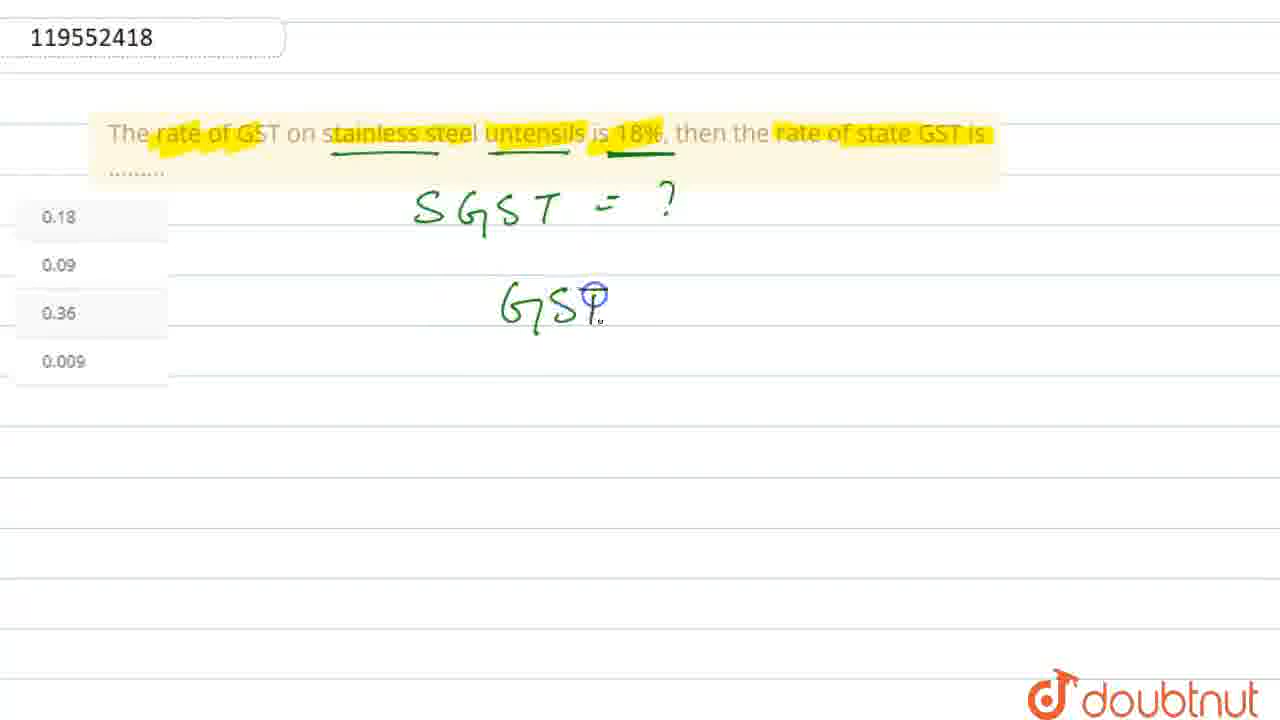 119552418
The rate of GST on stainless steel untensils is 18%, then the rate of state GST is
..........
SGST = ?
0.18
0.09
GST
0.36
0.009
doubtnut